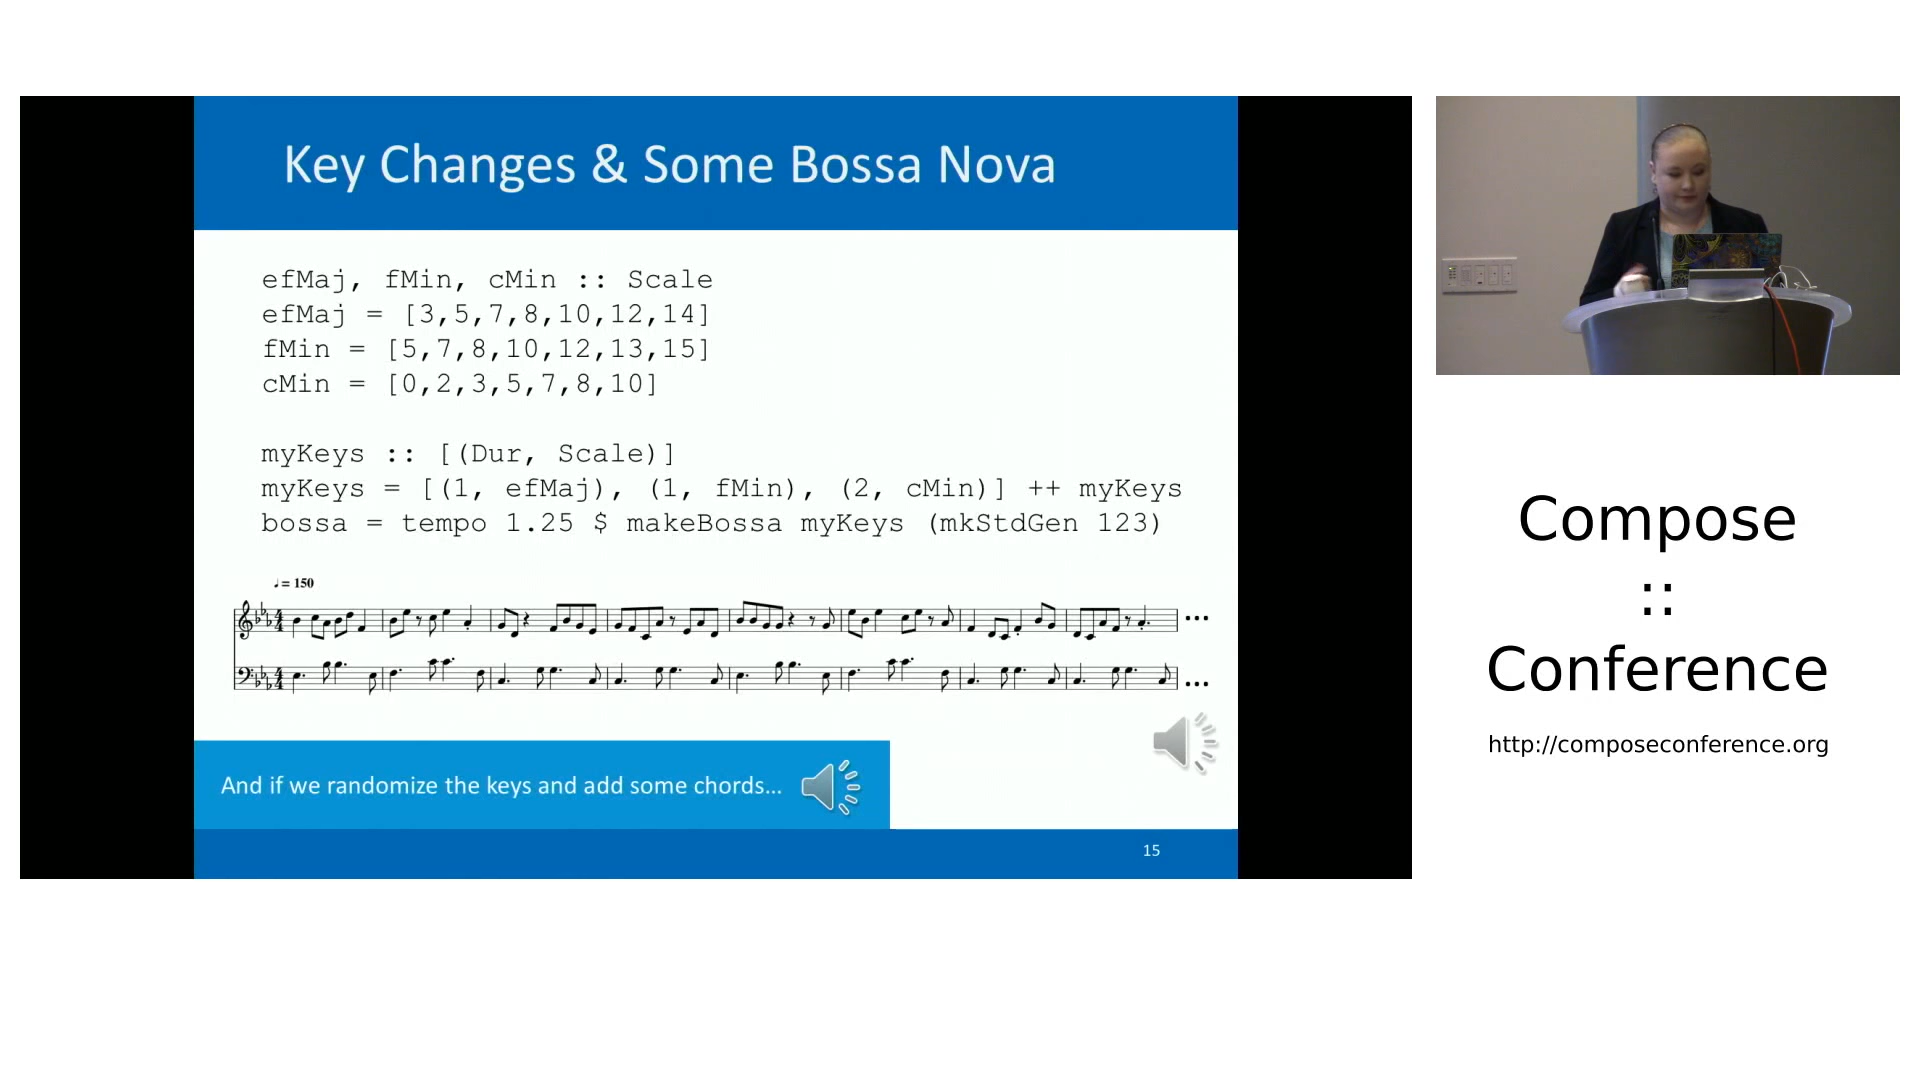 Key Changes & Some Bossa Nova
efMaj, fMin, cMin :: Scale
efMaj = [3,5,7,8,10,12,14]
fMin = [5,7,8,10,12,13,15]
cMin = [0,2,3,5,7,8,10]
myKeys :: [(Dur, Scale)]
myKeys = [(1, efMaj), (1, fMin), (2, cMin)] ++ myKeys
bossa = tempo 1.25 $ makeBossa myKeys (mkStdGen 123)
♩ = 150
...
...
And if we randomize the keys and add some chords...
15
Compose
::
Conference
http://composeconference.org